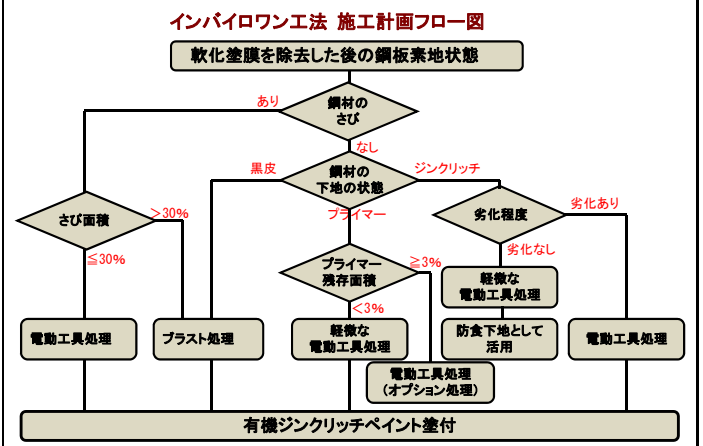 インバイロワン工法 施工計画フロー図
軟化塗膜を除去した後の鋼板素地状態
あり
鋼材の
さび
なし
黒皮
鋼材の
下地の状態
ジンクリッチ
プライマー
さび面積
>30%
≦30%
劣化程度
劣化あり
劣化なし
プライマー
残存面積
≧3%
<3%
軽微な
電動工具処理
電動工具処理
ブラスト処理
軽微な
電動工具処理
防食下地として
活用
電動工具処理
電動工具処理
(オプション処理)
有機ジンクリッチペイント塗付